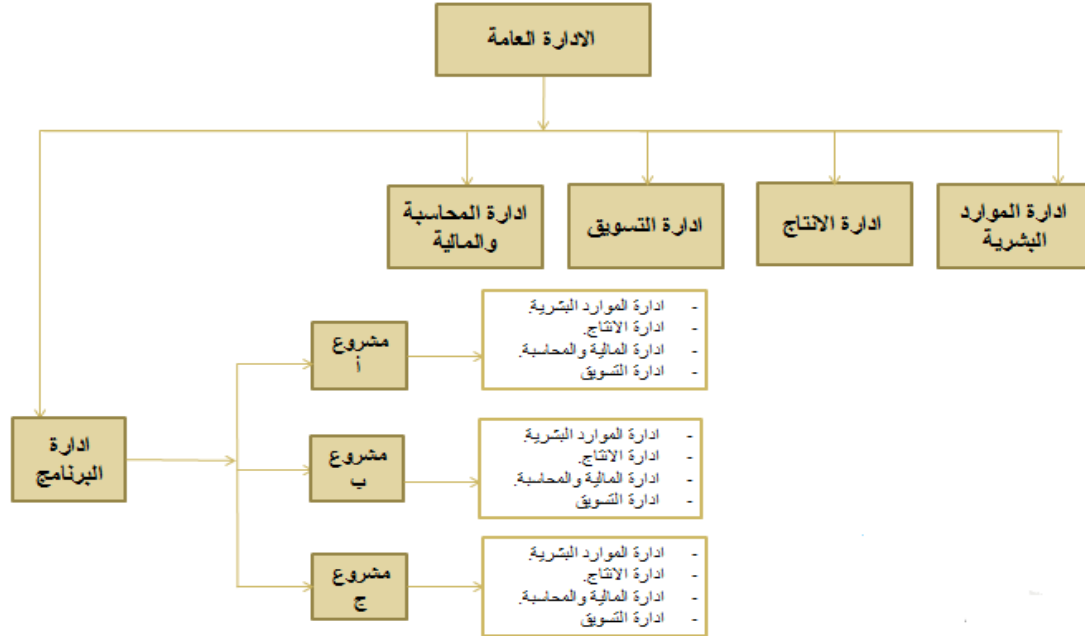 الادارة العامة
ادارة الموارد
البشرية
ادارة الانتاج
ادارة التسويق
ادارة المحاسبة
والمالية
ادارة
البرنامج
مشروع
أ
- ادارة الموارد البشرية.
- ادارة الانتاج.
- ادارة المالية والمحاسبة.
- ادارة التسويق
مشروع
ب
- ادارة الموارد البشرية.
- ادارة الانتاج.
- ادارة المالية والمحاسبة.
- ادارة التسويق
مشروع
ج
- ادارة الموارد البشرية.
- ادارة الانتاج.
- ادارة المالية والمحاسبة.
- ادارة التسويق